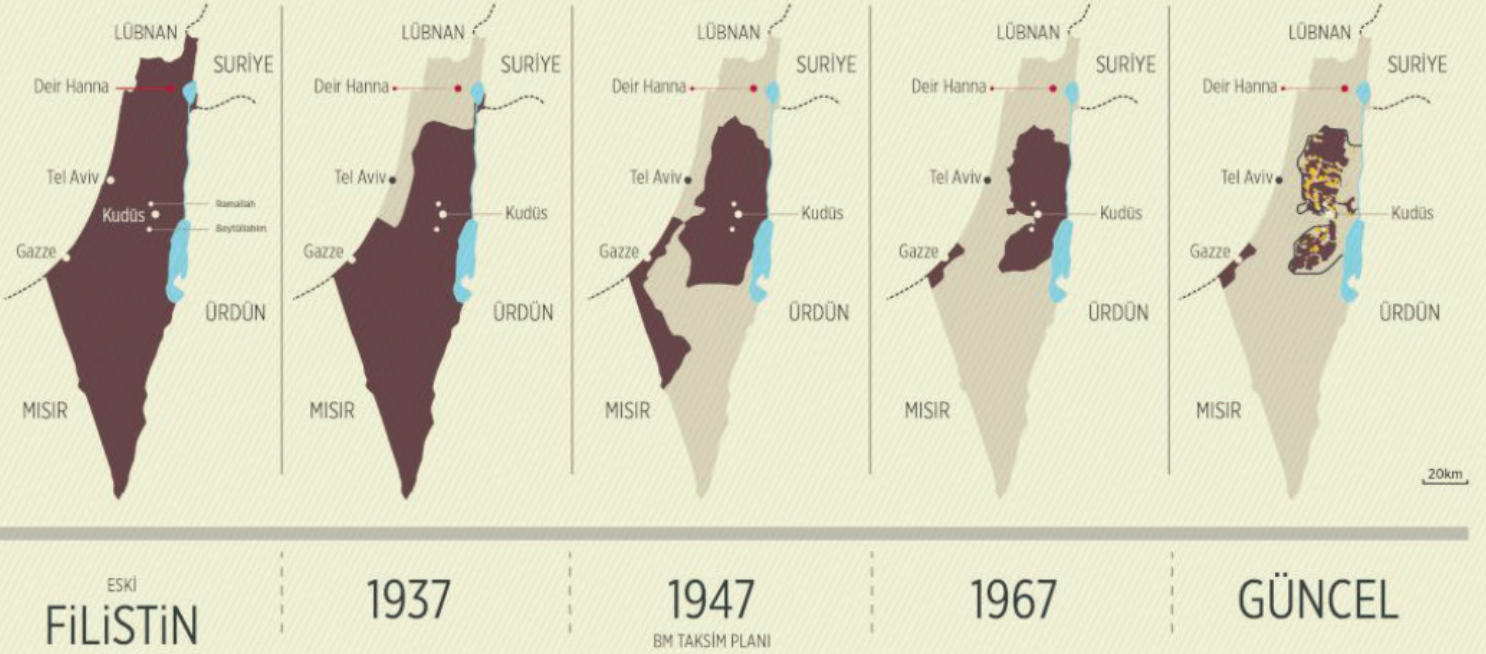 LÜBNAN
SURİYE
Deir Hanna
Tel Aviv
Ramallah
Kudüs
Beytüllahim
Gazze
ÜRDÜN
MISIR
LÜBNAN
SURİYE
Deir Hanna
Tel Aviv
Kudüs
Gazze
ÜRDÜN
MISIR
LÜBNAN
SURİYE
Deir Hanna
Tel Aviv
Kudüs
Gazze
ÜRDÜN
MISIR
LÜBNAN
SURİYE
Deir Hanna
Tel Aviv
Kudüs
Gazze
ÜRDÜN
MISIR
LÜBNAN
SURİYE
Deir Hanna
Tel Aviv
Kudüs
Gazze
ÜRDÜN
MISIR
20km
ESKİ
FiLiSTiN
1937
1947
BM TAKSİM PLANI
1967
GÜNCEL